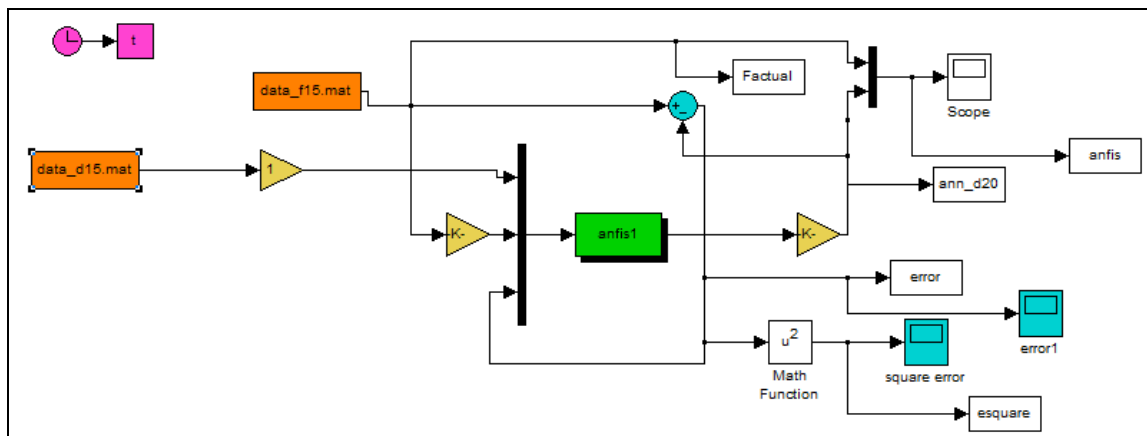 t
data_f15.mat
Factual
Scope
data_d15.mat
1
anfis
ann_d20
K-
anfis1
K-
error
error1
u2
Math
Function
square error
esquare